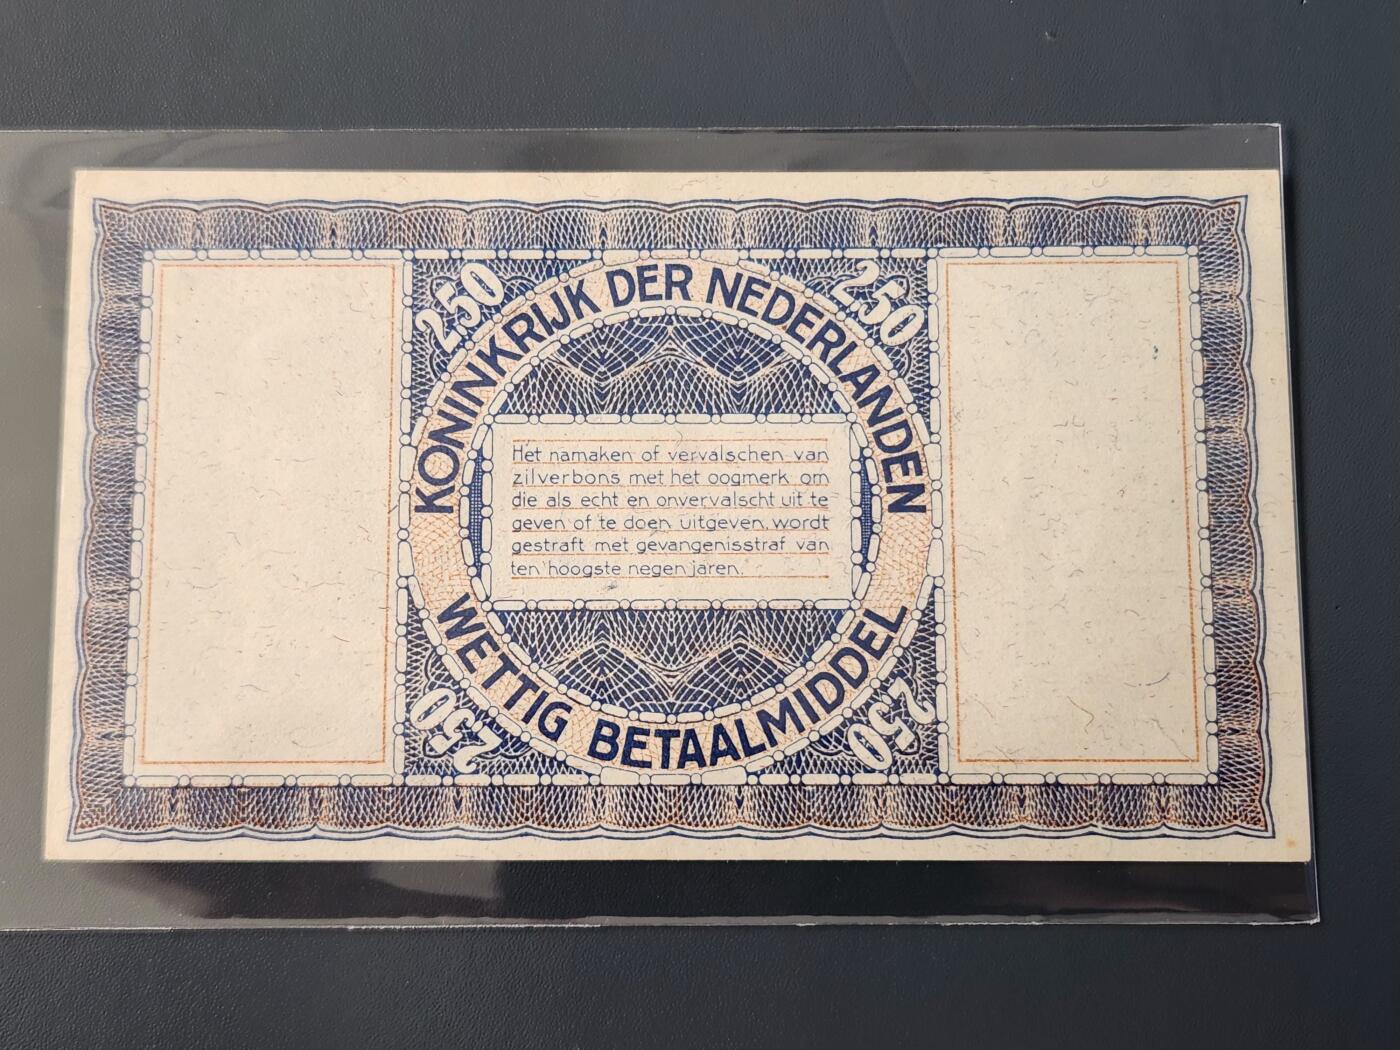 250
250
KONINKRIJK DER NEDERLANDEN
Het namaken of vervalschen van
zilverbons met het oogmerk om
die als echt en onvervalscht uit te
geven of te doen uitgeven, wordt
gestraft met gevangenisstraf van
ten hoogste negen jaren.
WETTIG BETAALMIDDEL
250
250